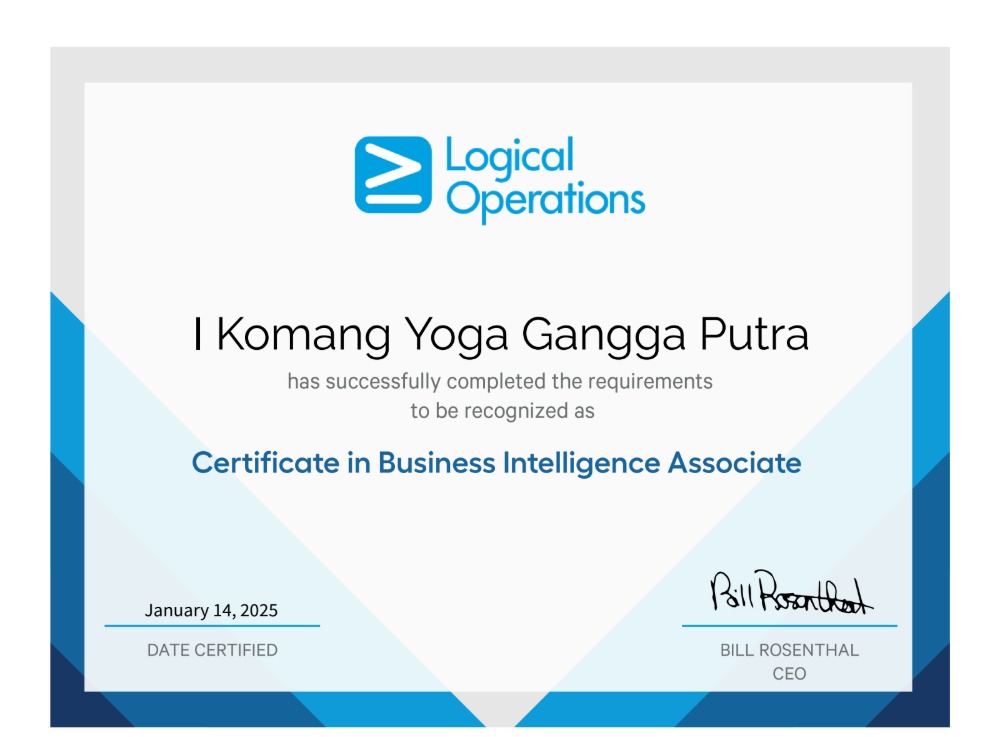 Logical
Operations
I Komang Yoga Gangga Putra
has successfully completed the requirements
to be recognized as
Certificate in Business Intelligence Associate
Bill Rosenthal
January 14, 2025
DATE CERTIFIED
BILL ROSENTHAL
CEO